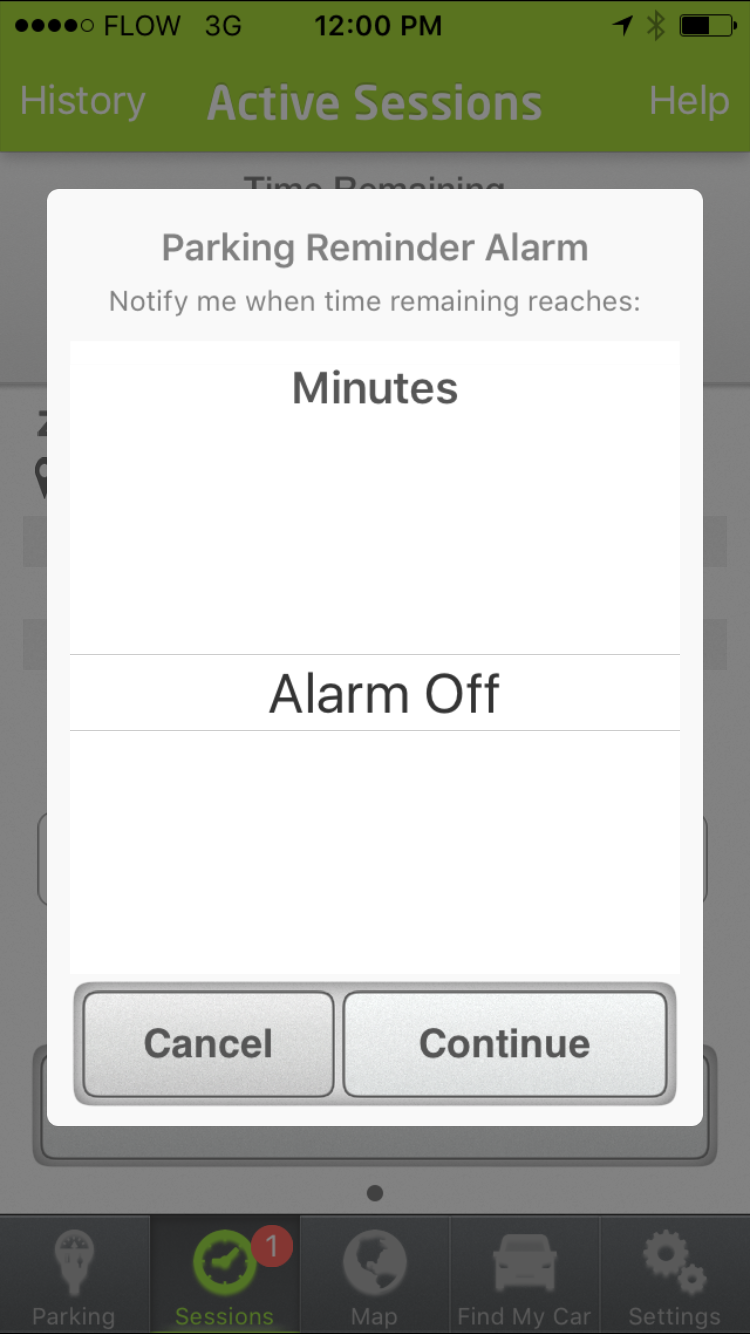 FLOW 3G 12:00 PM
History Active Sessions Help
Time Remaining
Parking Reminder Alarm
Notify me when time remaining reaches:
Minutes
Alarm Off
Cancel Continue
1
Parking Sessions Map Find My Car Settings